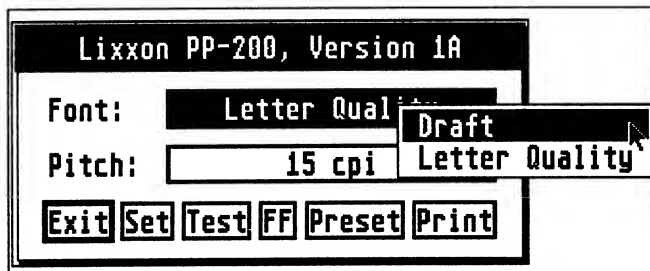 Lixxon PP-200, Version 1A
Font: Letter Qual
Draft
Pitch: 15 cpi
Letter Quality
Exit Set Test FF Preset Print